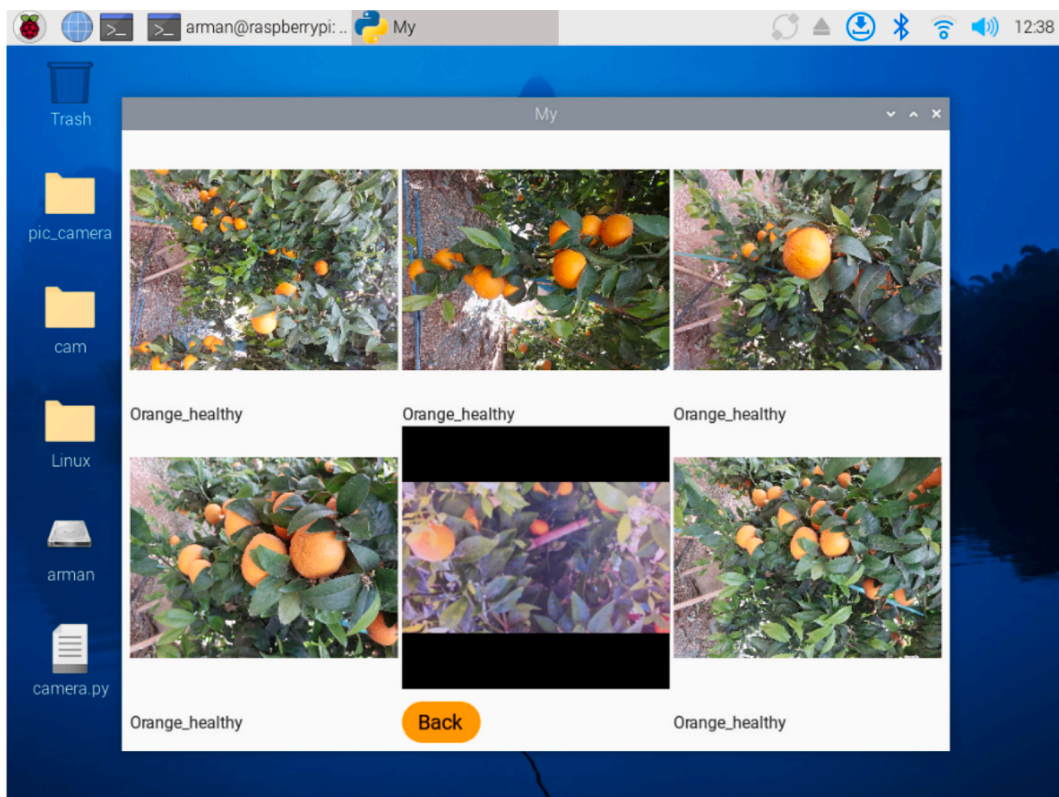 arman@raspberrypi: ..
My
12:38
Trash
pic_camera
cam
Linux
arman
camera.py
My
Orange_healthy
Orange_healthy
Orange_healthy
Orange_healthy
Back
Orange_healthy